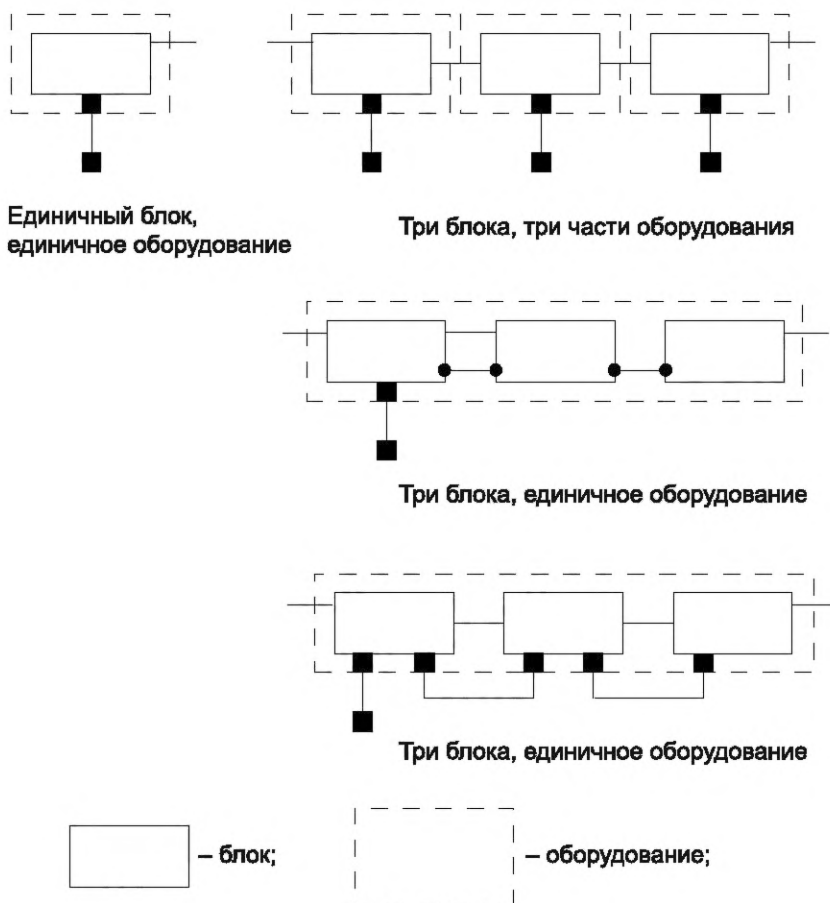 Единичный блок,
единичное оборудование
Три блока, три части оборудования
Три блока, единичное оборудование
Три блока, единичное оборудование
– блок;
– оборудование;